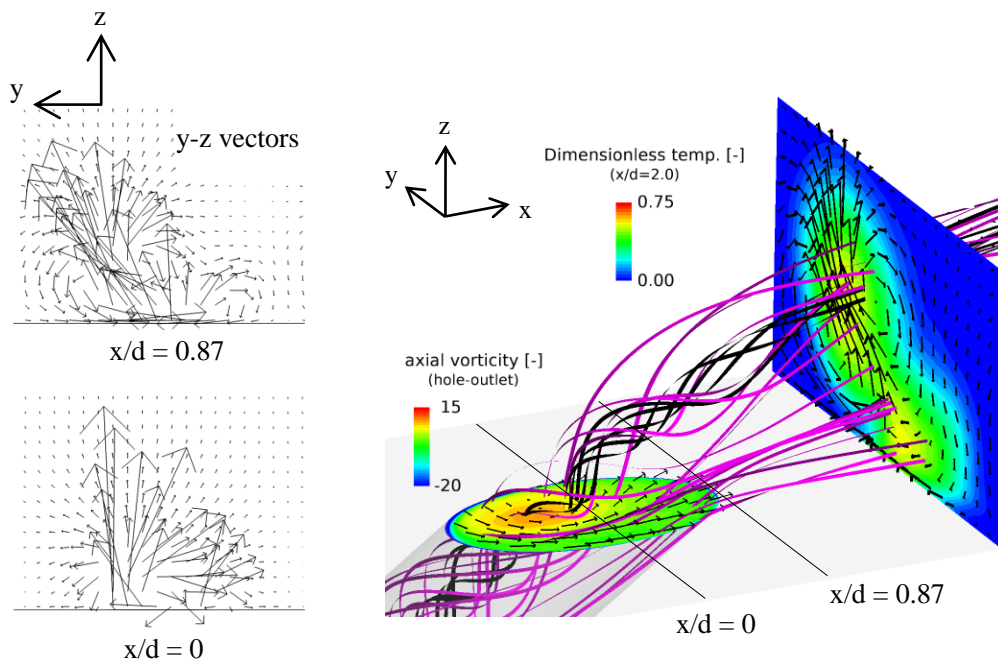 z
y
y-z vectors
x/d = 0.87
x/d = 0
z
y
x
Dimensionless temp. [-]
(x/d=2.0)
0.75
0.00
axial vorticity [-]
(hole-outlet)
15
-20
x/d = 0.87
x/d = 0